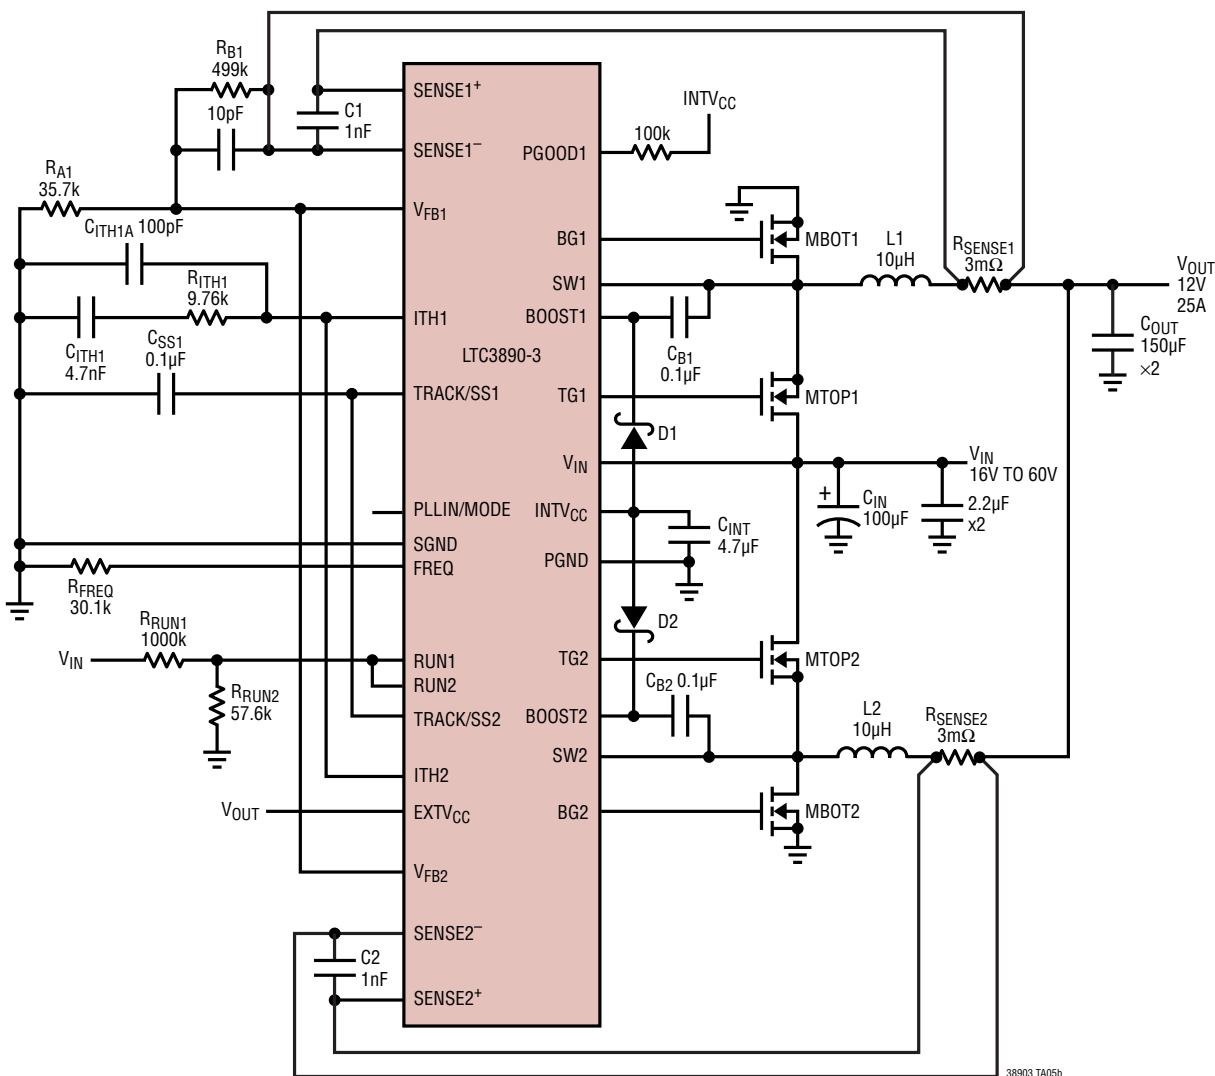 RB1
499k
10pF
C1
1nF
RA1
35.7k
CITH1A 100pF
RITH1
9.76k
CITH1
4.7nF
CSS1
0.1µF
RFREQ
30.1k
RRUN1
1000k
VIN
RRUN2
57.6k
VOUT
C2
1nF
SENSE1+
SENSE1–
VFB1
ITH1
LTC3890-3
TRACK/SS1
PLLIN/MODE
SGND
FREQ
RUN1
RUN2
TRACK/SS2
ITH2
EXTVCC
VFB2
SENSE2–
SENSE2+
PGOOD1
BG1
SW1
BOOST1
TG1
VIN
INTVCC
PGND
TG2
BOOST2
SW2
BG2
INTVCC
100k
MBOT1
L1
10µH
RSENSE1
3mΩ
VOUT
12V
25A
COUT
150µF
×2
CB1
0.1µF
MTOP1
D1
VIN
16V TO 60V
CIN
100µF
2.2µF
x2
+
CINT
4.7µF
D2
MTOP2
CB2 0.1µF
L2
10µH
RSENSE2
3mΩ
MBOT2
38903 TA05b